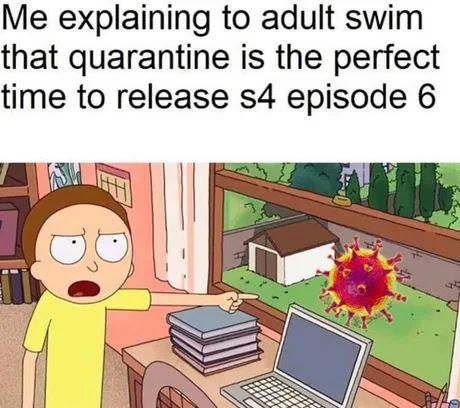 Me explaining to adult swim
that quarantine is the perfect
time to release s4 episode 6